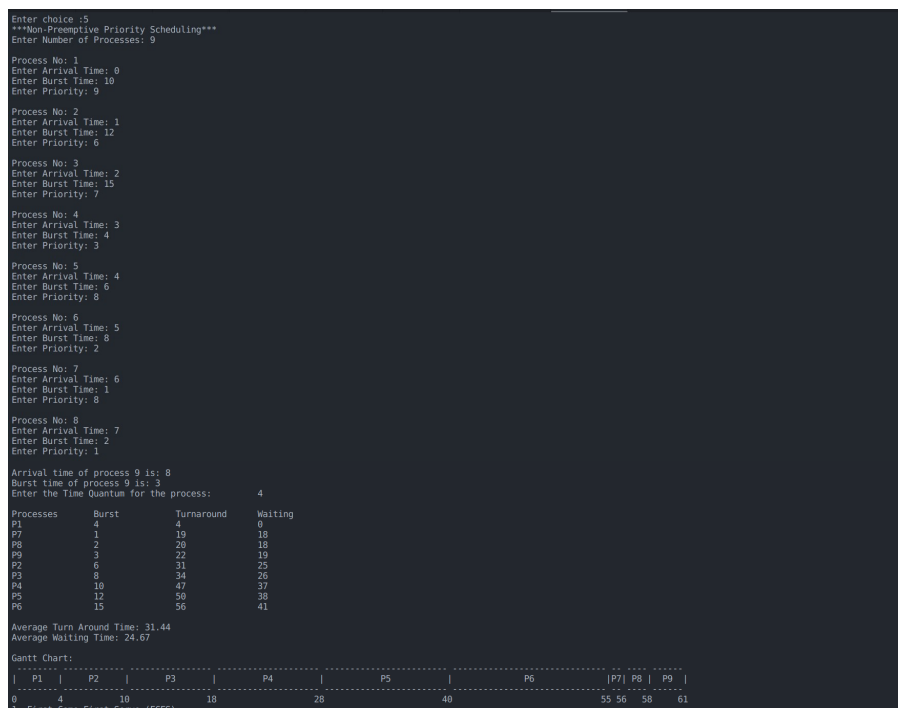 Enter choice :5
***Non-Preemptive Priority Scheduling***
Enter Number of Processes: 9
Process No: 1
Enter Arrival Time: 0
Enter Burst Time: 10
Enter Priority: 9
Process No: 2
Enter Arrival Time: 1
Enter Burst Time: 12
Enter Priority: 6
Process No: 3
Enter Arrival Time: 2
Enter Burst Time: 15
Enter Priority: 7
Process No: 4
Enter Arrival Time: 3
Enter Burst Time: 4
Enter Priority: 3
Process No: 5
Enter Arrival Time: 4
Enter Burst Time: 6
Enter Priority: 8
Process No: 6
Enter Arrival Time: 5
Enter Burst Time: 8
Enter Priority: 2
Process No: 7
Enter Arrival Time: 6
Enter Burst Time: 1
Enter Priority: 8
Process No: 8
Enter Arrival Time: 7
Enter Burst Time: 2
Enter Priority: 1
Arrival time of process 9 is: 8
Burst time of process 9 is: 3
Enter the Time Quantum for the process: 4
Processes Burst Turnaround Waiting
P1 4 4 0
P7 1 19 18
P8 2 20 18
P9 3 22 19
P2 6 31 25
P3 8 34 26
P4 10 47 37
P5 12 50 38
P6 15 56 41
Average Turn Around Time: 31.44
Average Waiting Time: 24.67
Gantt Chart:
| P1 | P2 | P3 | P4 | P5 | P6 |P7| P8 | P9 |
0 4 10 18 28 40 55 56 58 61